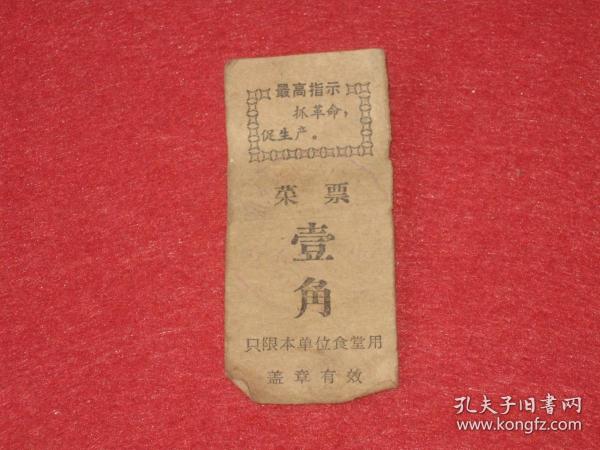 最高指示
抓革命，
促生产。
菜票
壹
角
只限本单位食堂用
盖章有效
孔夫子旧书网
www.kongfz.com